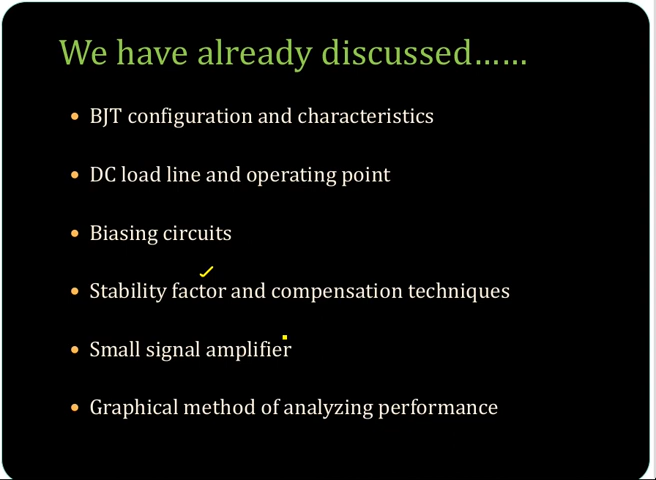 We have already discussed……
• BJT configuration and characteristics
• DC load line and operating point
• Biasing circuits
• Stability factor and compensation techniques
• Small signal amplifier
• Graphical method of analyzing performance